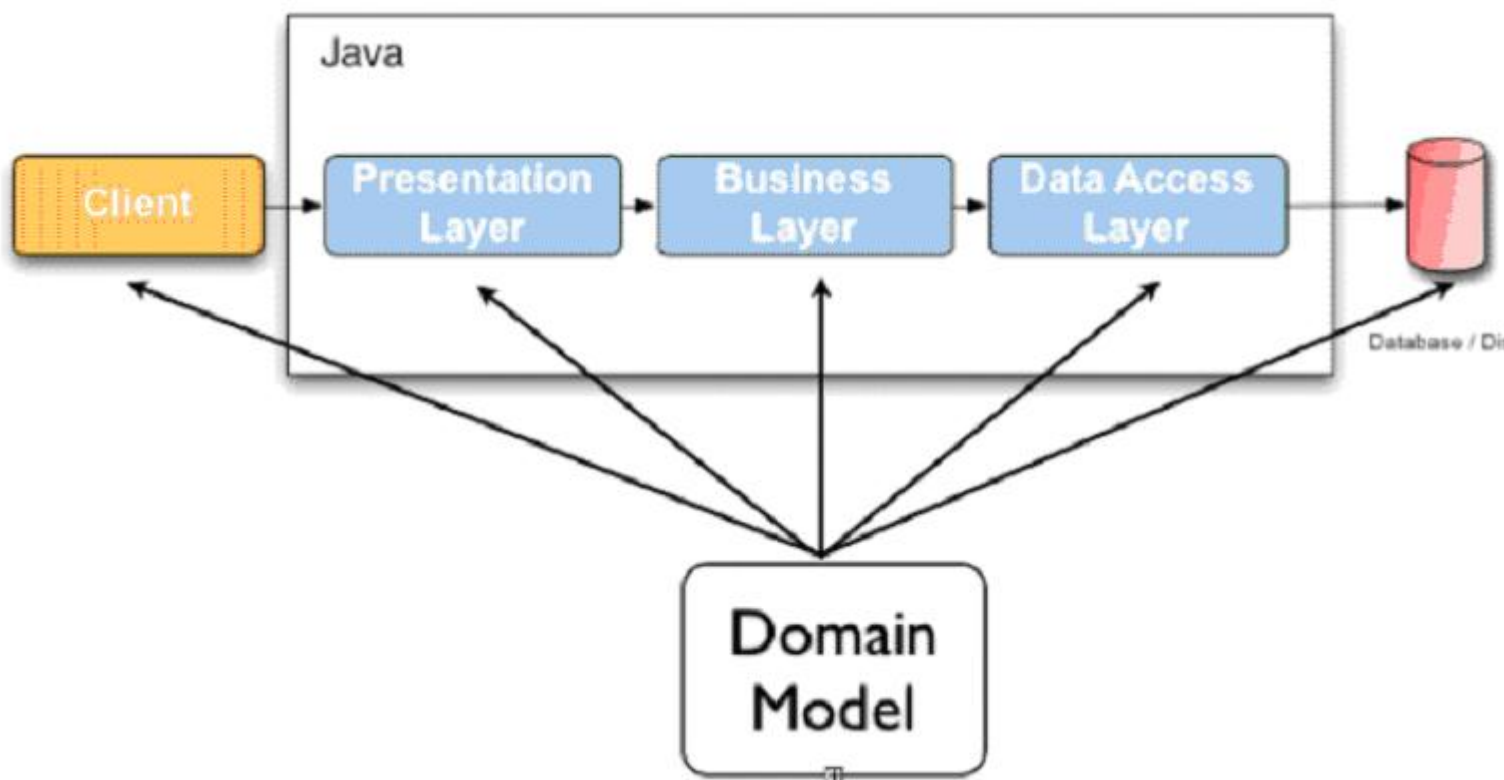 Java
Client
Presentation
Layer
Business
Layer
Data Access
Layer
Database /
Domain
Model